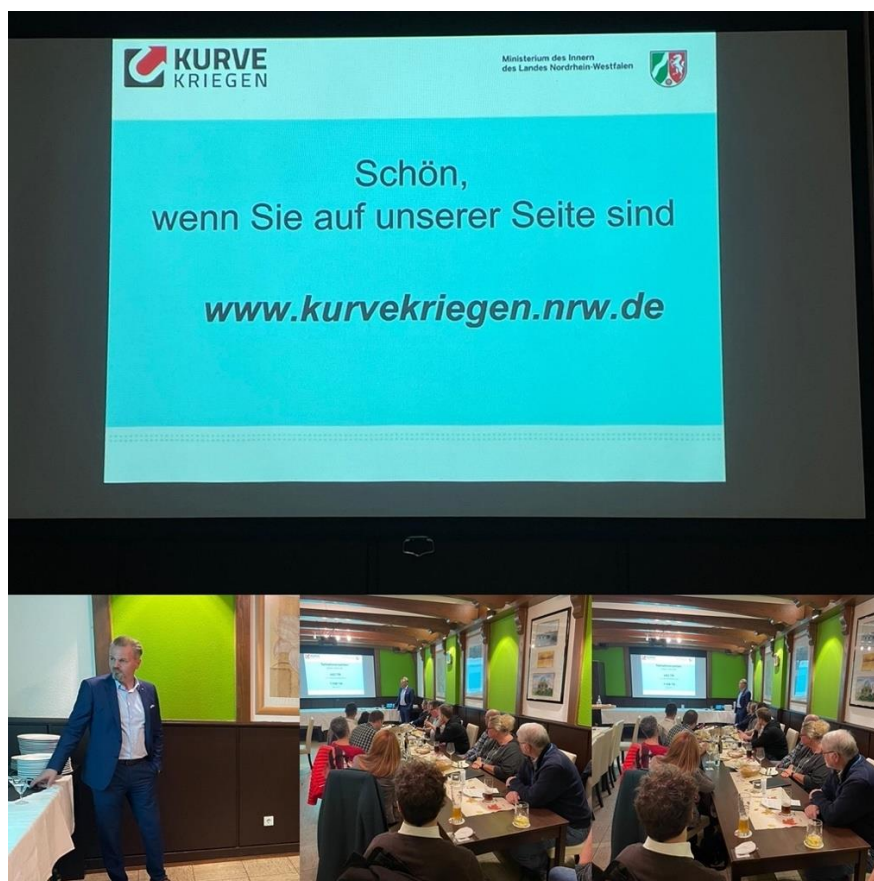 KURVE
KRIEGEN
Ministerium des Innern
des Landes Nordrhein-Westfalen
Schön,
wenn Sie auf unserer Seite sind
www.kurvekriegen.nrw.de